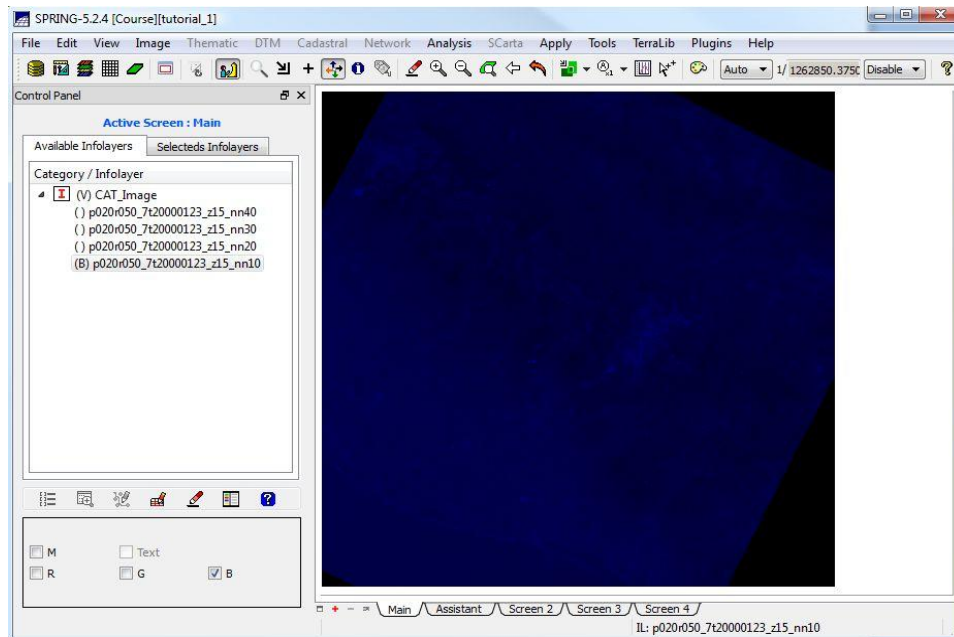 SPRING-5.2.4 [Course][tutorial_1]
File Edit View Image Thematic DTM Cadastral Network Analysis SCarta Apply Tools TerraLib Plugins Help
Auto 1/ 1262850.3750 Disable
Control Panel
Active Screen : Main
Available Infolayers Selecteds Infolayers
Category / Infolayer
(V) CAT_Image
( ) p020r050_7t20000123_z15_nn40
( ) p020r050_7t20000123_z15_nn30
( ) p020r050_7t20000123_z15_nn20
(B) p020r050_7t20000123_z15_nn10
M Text
R G B
Main Assistant Screen 2 Screen 3 Screen 4
IL: p020r050_7t20000123_z15_nn10